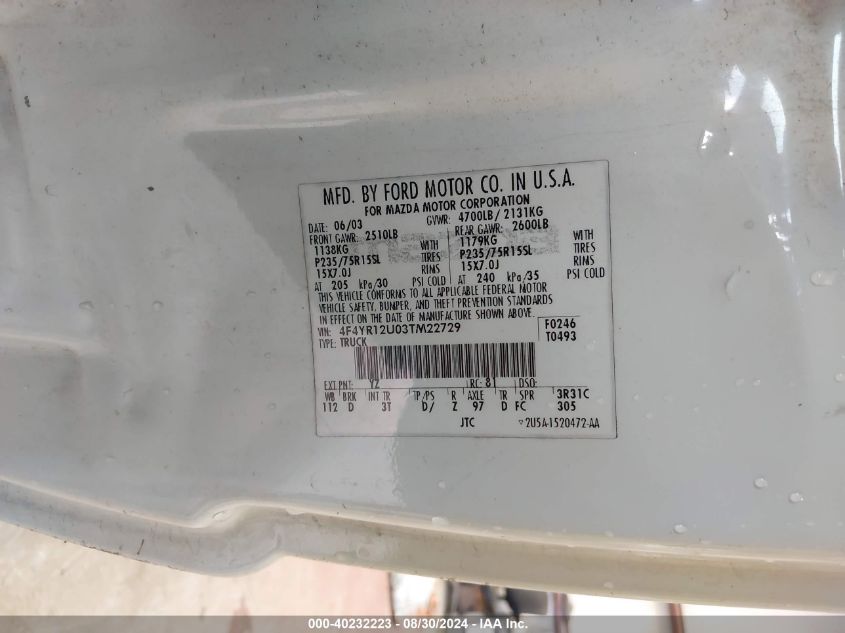 MFD. BY FORD MOTOR CO. IN U.S.A.
FOR MAZDA MOTOR CORPORATION
DATE: 06/03 GVWR: 4700LB/ 2131KG
FRONT GAWR: 2510LB REAR GAWR: 2600LB
1138KG WITH 1179KG WITH
P235/75R15SL TIRES P235/75R15SL TIRES
15X7.0J RIMS 15X7.0J RIMS
AT 205 kPa/30 PSI COLD AT 240 kPa/35 PSI COLD
THIS VEHICLE CONFORMS TO ALL APPLICABLE FEDERAL MOTOR
VEHICLE SAFETY, BUMPER, AND THEFT PREVENTION STANDARDS
IN EFFECT ON THE DATE OF MANUFACTURE SHOWN ABOVE.
VIN: 4F4YR12U03TM22729 F0246
TYPE: TRUCK T0493
EXT PNT: YZ RC: 81 DSO:
WB BRK INT TR TP/PS R AXLE TR SPR 3R31C
112 D 3T D/ Z 97 D FC 305
JTC 2U5A-1520472-AA
000-40232223 - 08/30/2024 - IAA Inc.